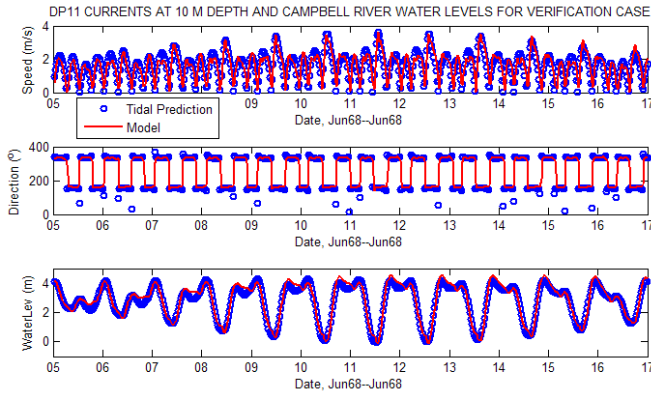 DP11 CURRENTS AT 10 M DEPTH AND CAMPBELL RIVER WATER LEVELS FOR VERIFICATION CASE
Speed (m/s)
4
2
0
05 06 07 08 09 10 11 12 13 14 15 16 17
Date, Jun68--Jun68
Tidal Prediction
Model
Direction (º)
400
200
0
05 06 07 08 09 10 11 12 13 14 15 16 17
Date, Jun68--Jun68
WaterLev (m)
4
2
0
05 06 07 08 09 10 11 12 13 14 15 16 17
Date, Jun68--Jun68